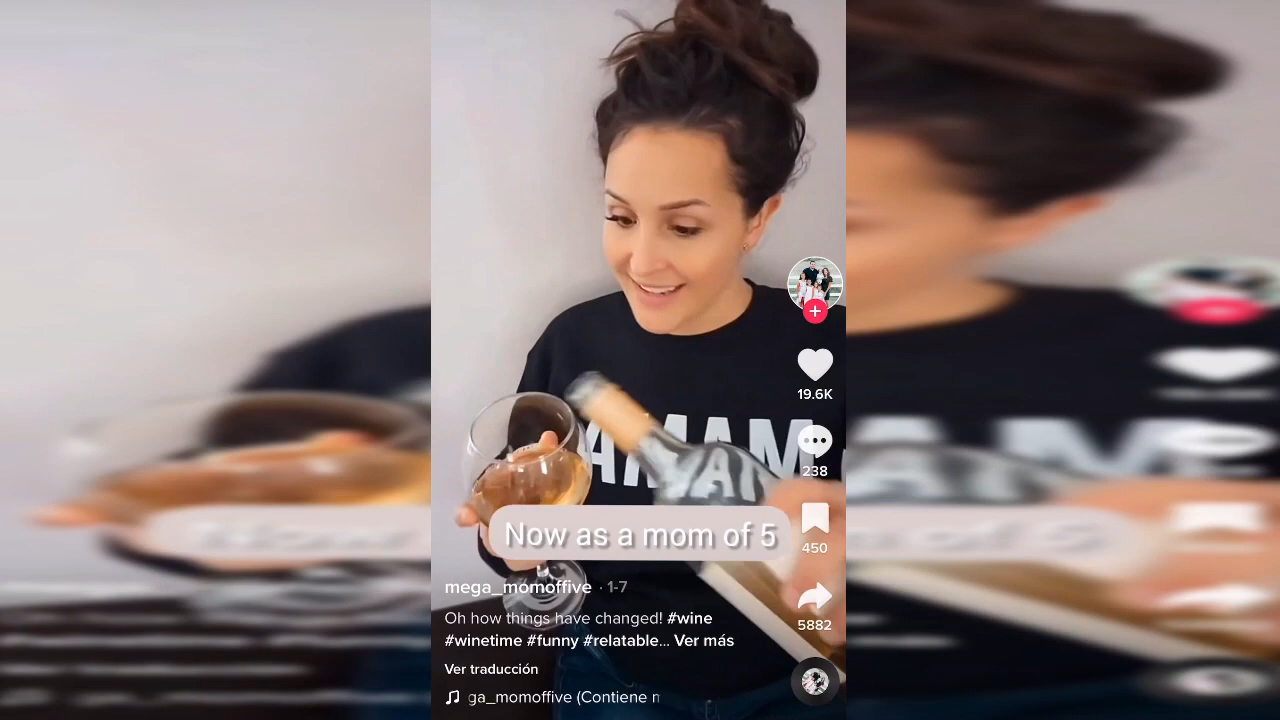 19.6K
AMAM
238
Now as a mom of 5
450
mega_momoffive · 1-7
Oh how things have changed! #wine
#winetime #funny #relatable... Ver más
5882
Ver traducción
ga_momoffive (Contiene